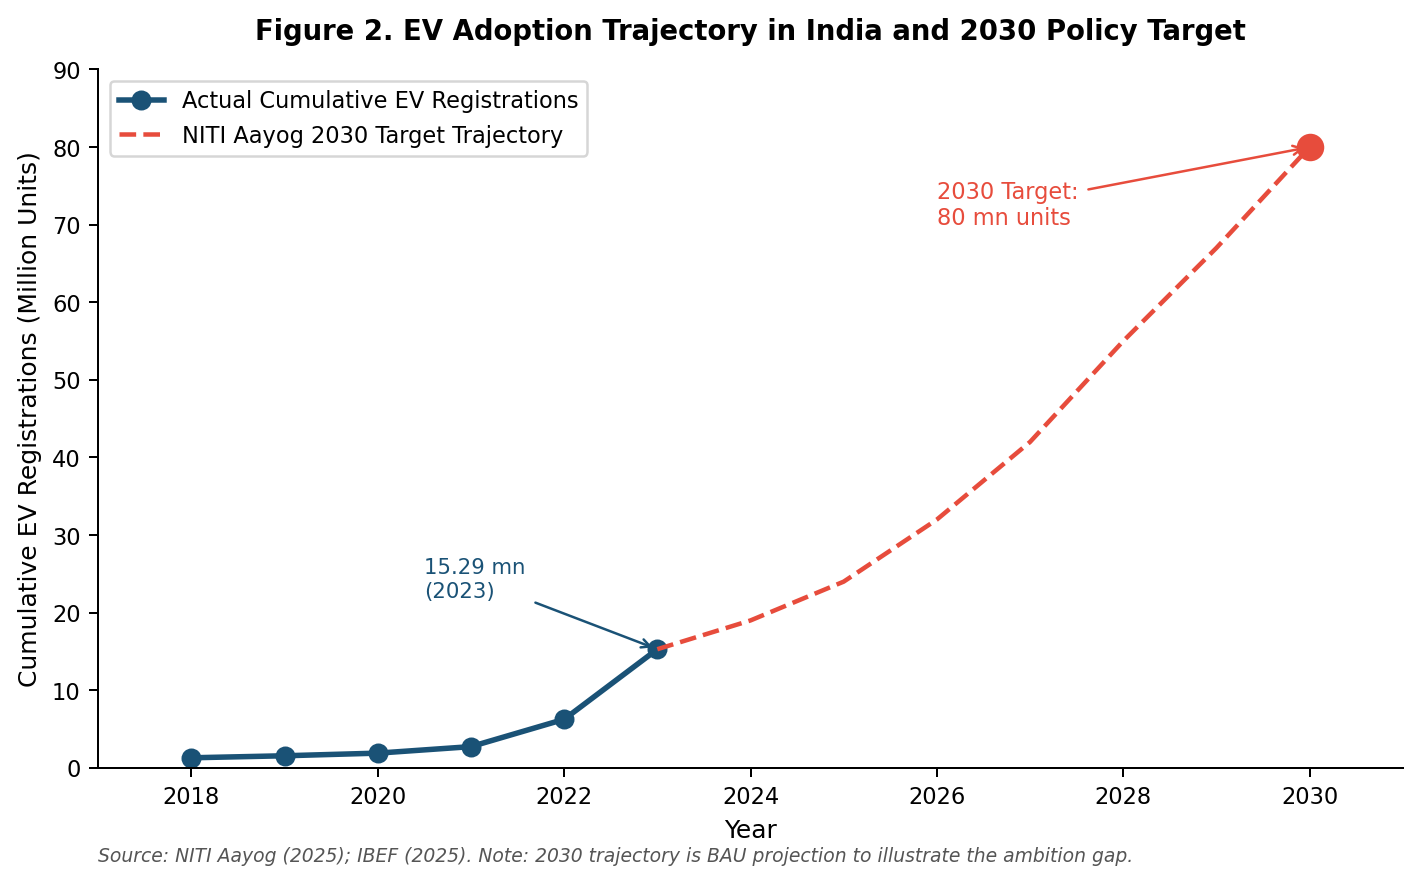 Figure 2. EV Adoption Trajectory in India and 2030 Policy Target
Actual Cumulative EV Registrations
NITI Aayog 2030 Target Trajectory
Cumulative EV Registrations (Million Units)
90
80
70
60
50
40
30
20
10
0
2030 Target:
80 mn units
15.29 mn
(2023)
2018
2020
2022
2024
2026
2028
2030
Year
Source: NITI Aayog (2025); IBEF (2025). Note: 2030 trajectory is BAU projection to illustrate the ambition gap.